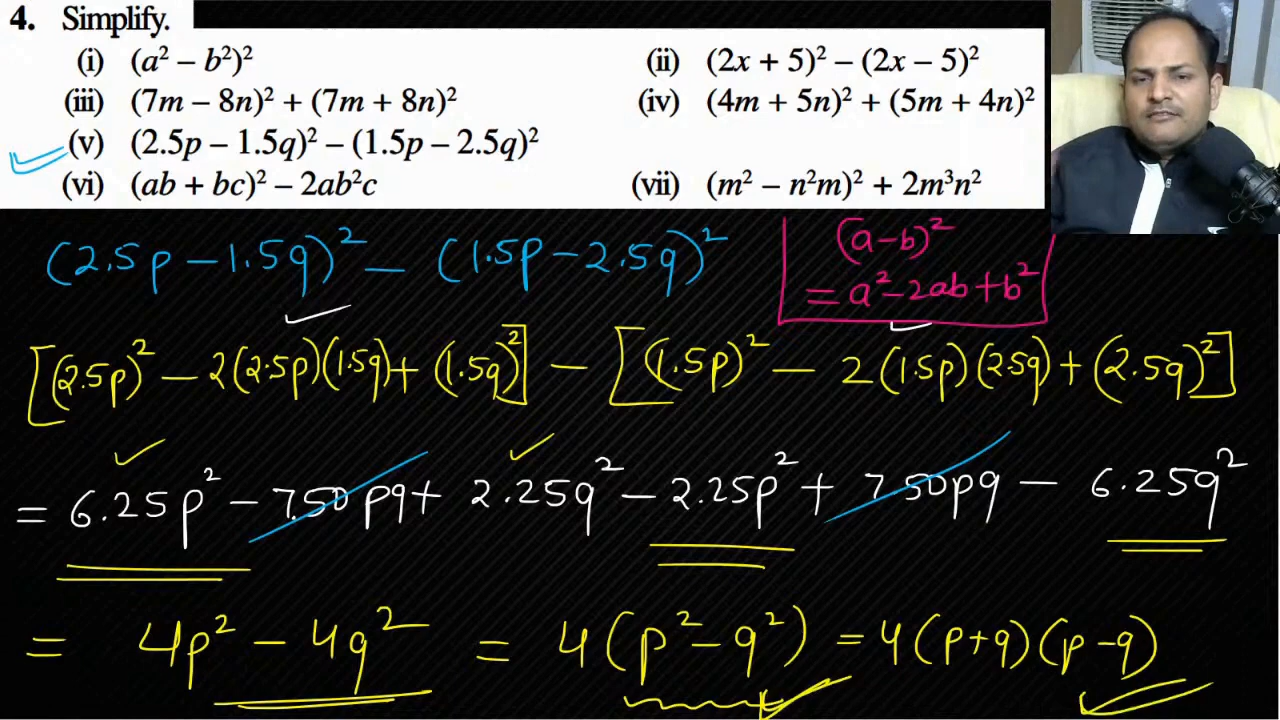 4. Simplify.
(i) (a² – b²)²
(ii) (2x + 5)² – (2x – 5)²
(iii) (7m – 8n)² + (7m + 8n)²
(iv) (4m + 5n)² + (5m + 4n)²
(v) (2.5p – 1.5q)² – (1.5p – 2.5q)²
(vi) (ab + bc)² – 2ab²c
(vii) (m² – n²m)² + 2m³n²
(2.5p – 1.5q)² – (1.5p – 2.5q)²
(a-b)²
= a² - 2ab + b²
[(2.5p)² – 2(2.5p)(1.5q) + (1.5q)²] – [(1.5p)² – 2(1.5p)(2.5q) + (2.5q)²]
= 6.25p² – 7.50pq + 2.25q² – 2.25p² + 7.50pq – 6.25q²
= 4p² – 4q² = 4(p² – q²) = 4(p+q)(p-q)